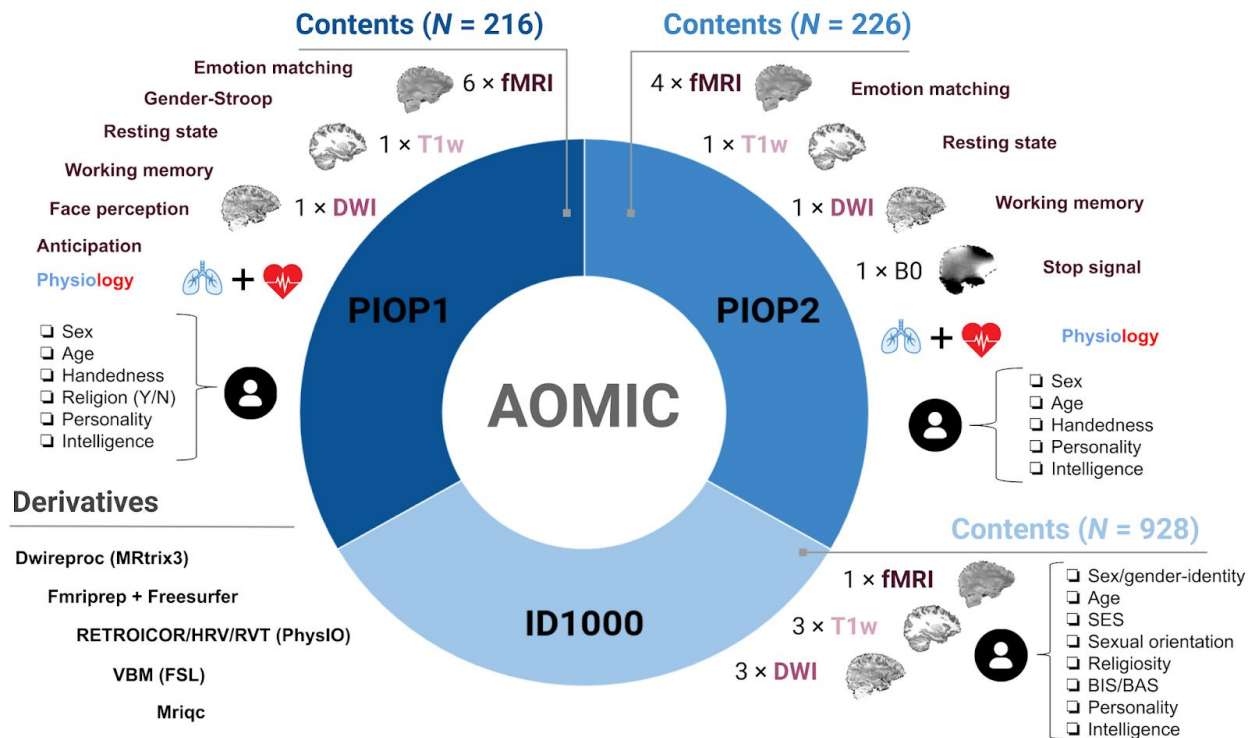 Contents (N = 216)
Emotion matching
Gender-Stroop
Resting state
Working memory
Face perception
Anticipation
Physiology
6 × fMRI
1 × T1w
1 × DWI
+
❏ Sex
❏ Age
❏ Handedness
❏ Religion (Y/N)
❏ Personality
❏ Intelligence
PIOP1
Contents (N = 226)
4 × fMRI
1 × T1w
1 × DWI
1 × B0
+
Emotion matching
Resting state
Working memory
Stop signal
Physiology
❏ Sex
❏ Age
❏ Handedness
❏ Personality
❏ Intelligence
PIOP2
AOMIC
ID1000
Contents (N = 928)
1 × fMRI
3 × T1w
3 × DWI
❏ Sex/gender-identity
❏ Age
❏ SES
❏ Sexual orientation
❏ Religiosity
❏ BIS/BAS
❏ Personality
❏ Intelligence
Derivatives
Dwireproc (MRtrix3)
Fmriprep + Freesurfer
RETROICOR/HRV/RVT (PhysIO)
VBM (FSL)
Mriqc